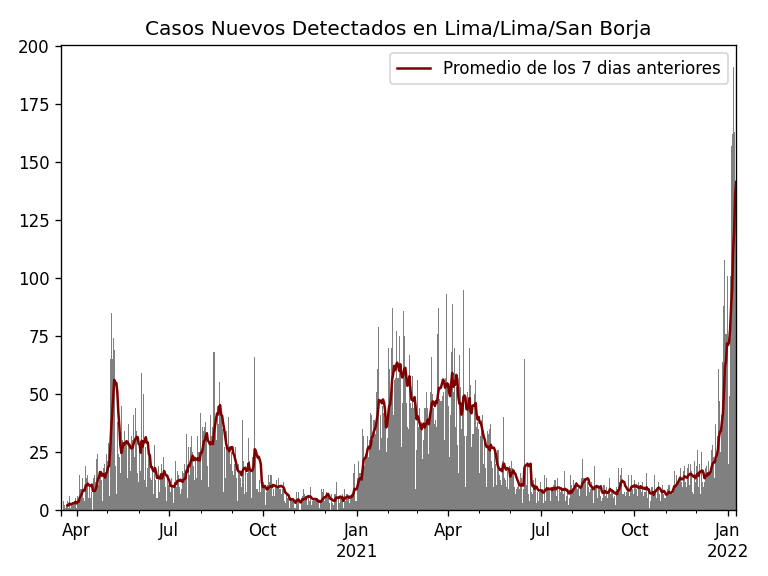 Casos Nuevos Detectados en Lima/Lima/San Borja
Promedio de los 7 dias anteriores
200
175
150
125
100
75
50
25
0
Apr
Jul
Oct
Jan
2021
Apr
Jul
Oct
Jan
2022